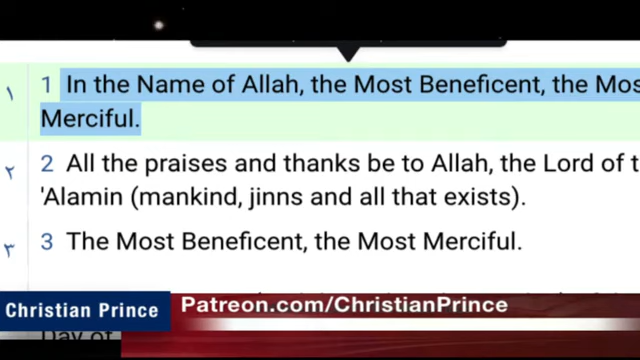 ١ 1 In the Name of Allah, the Most Beneficent, the Mos
Merciful.
٢ 2 All the praises and thanks be to Allah, the Lord of t
'Alamin (mankind, jinns and all that exists).
٣ 3 The Most Beneficent, the Most Merciful.
Christian Prince
Patreon.com/ChristianPrince
Day of